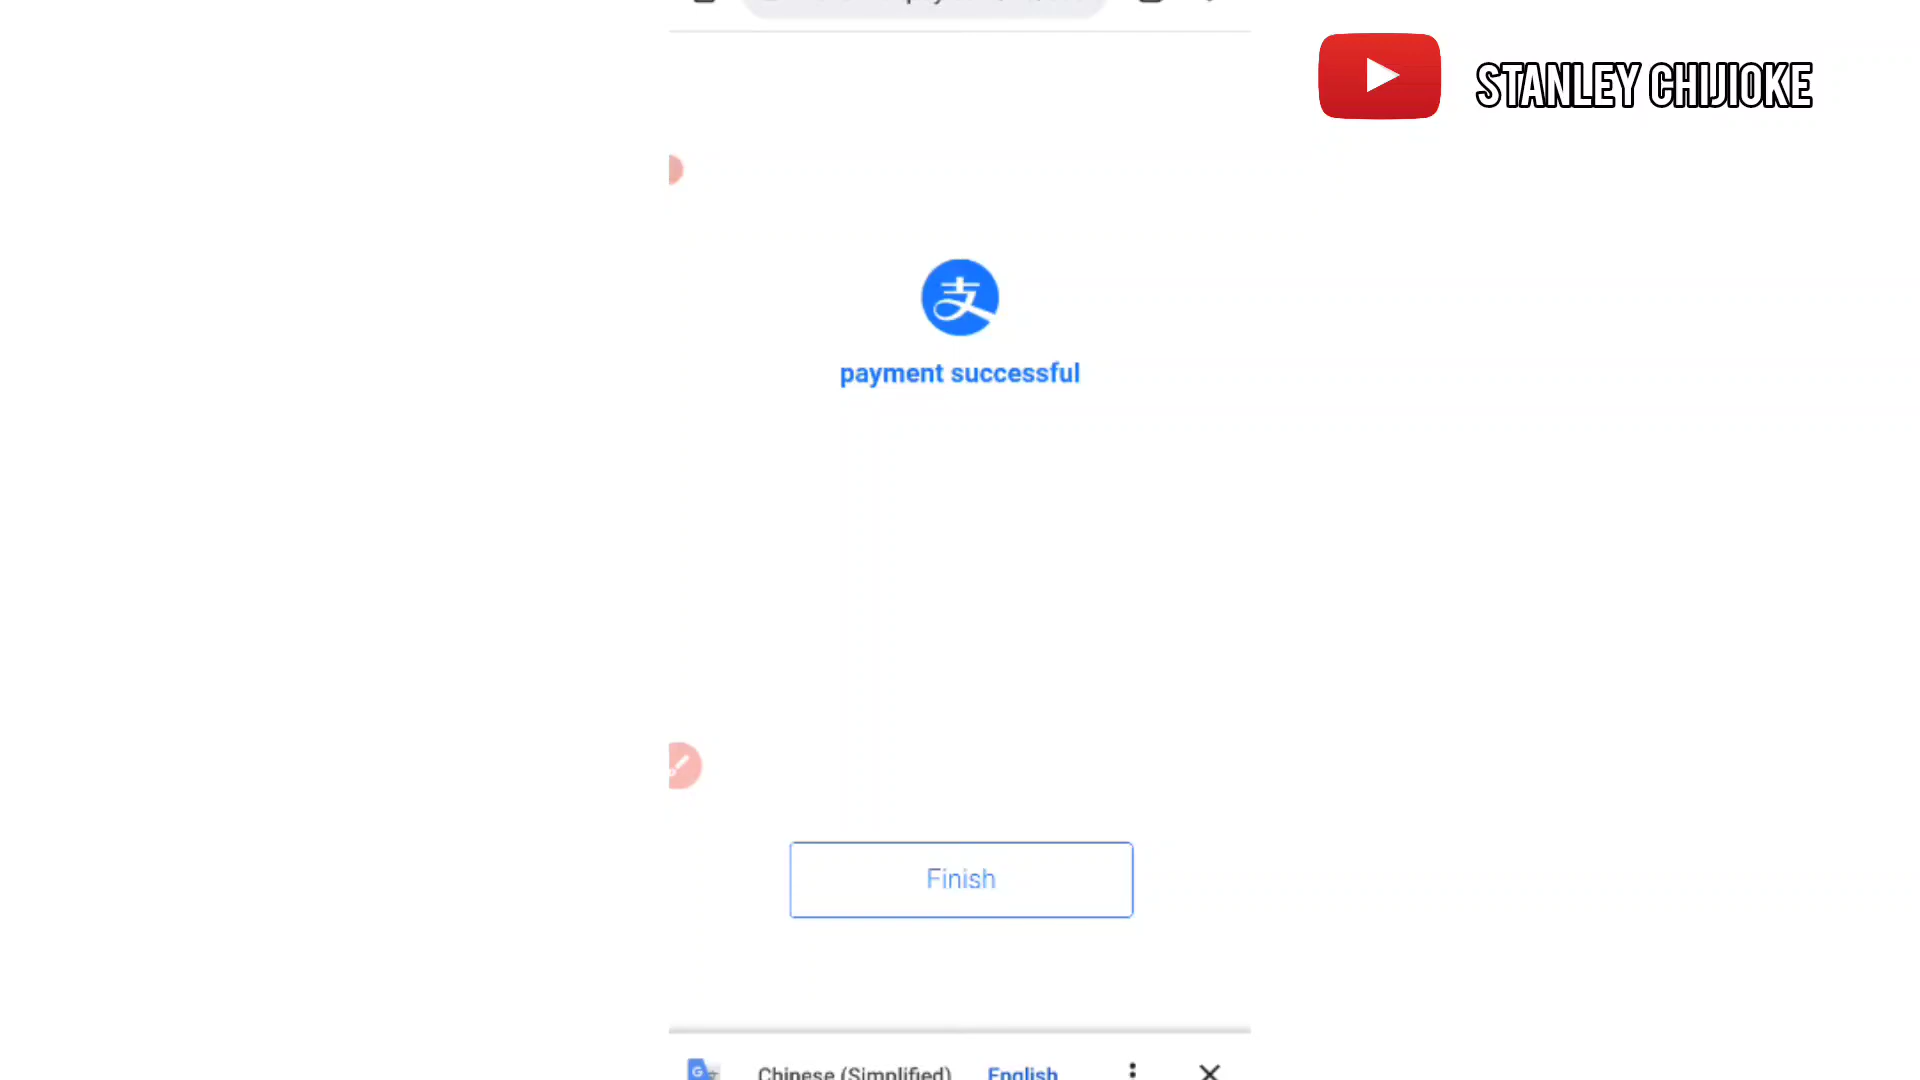 STANLEY CHIJIOKE
支
payment successful
Finish
Chinese (Simplified) English